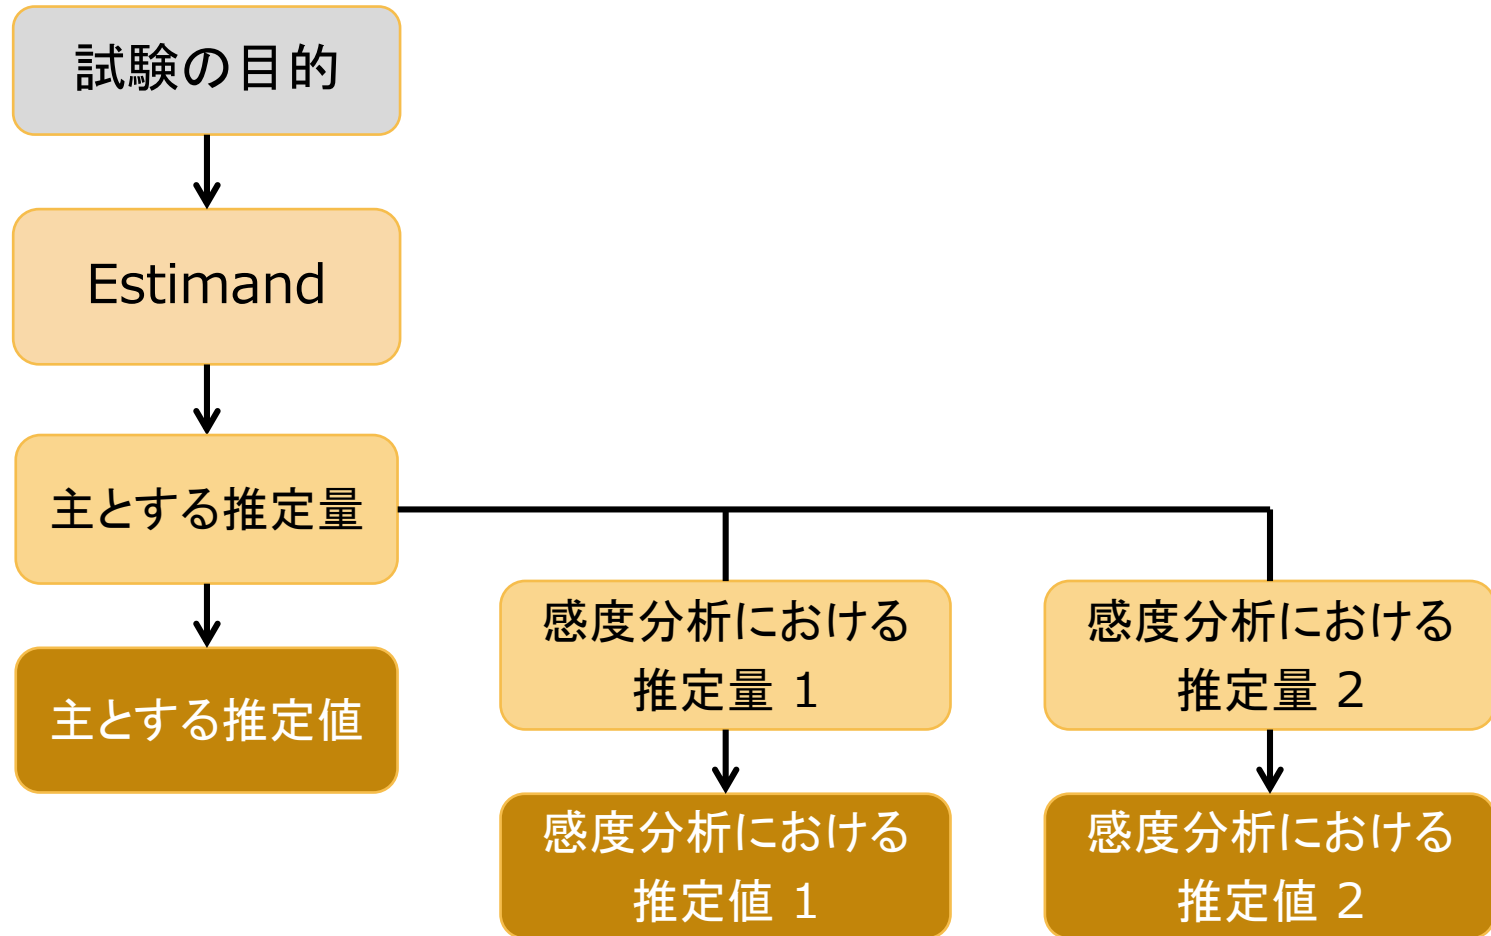 試験の目的
Estimand
主とする推定量
主とする推定値
感度分析における
推定量 1
感度分析における
推定値 1
感度分析における
推定量 2
感度分析における
推定値 2